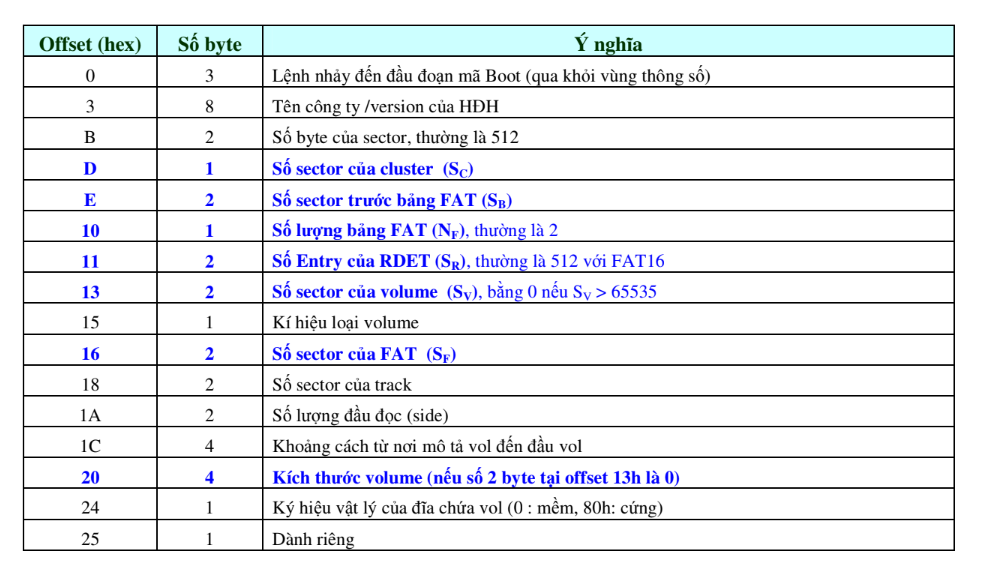 Offset (hex) Số byte Ý nghĩa
0 3 Lệnh nhảy đến đầu đoạn mã Boot (qua khỏi vùng thông số)
3 8 Tên công ty /version của HĐH
B 2 Số byte của sector, thường là 512
D 1 Số sector của cluster (SC)
E 2 Số sector trước bảng FAT (SB)
10 1 Số lượng bảng FAT (NF), thường là 2
11 2 Số Entry của RDET (SR), thường là 512 với FAT16
13 2 Số sector của volume (SV), bằng 0 nếu SV > 65535
15 1 Kí hiệu loại volume
16 2 Số sector của FAT (SF)
18 2 Số sector của track
1A 2 Số lượng đầu đọc (side)
1C 4 Khoảng cách từ nơi mô tả vol đến đầu vol
20 4 Kích thước volume (nếu số 2 byte tại offset 13h là 0)
24 1 Ký hiệu vật lý của đĩa chứa vol (0 : mềm, 80h: cứng)
25 1 Dành riêng